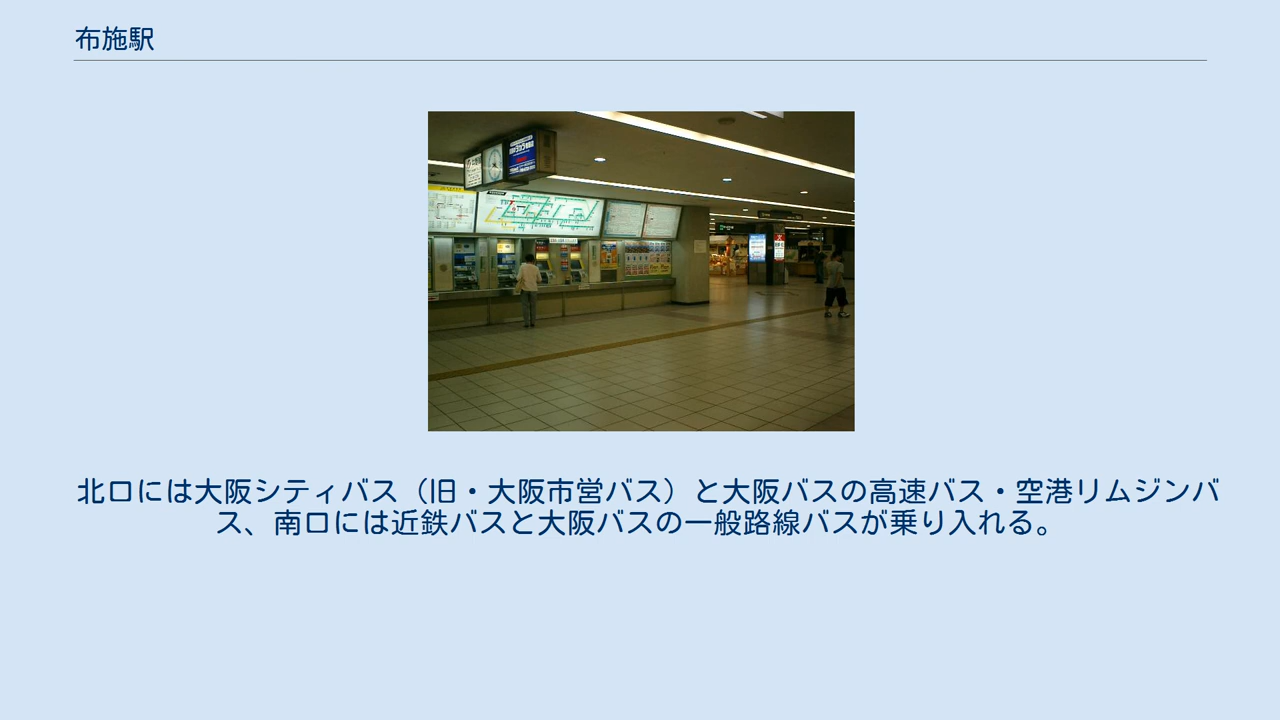 布施駅
北口には大阪シティバス（旧・大阪市営バス）と大阪バスの高速バス・空港リムジンバ
ス、南口には近鉄バスと大阪バスの一般路線バスが乗り入れる。